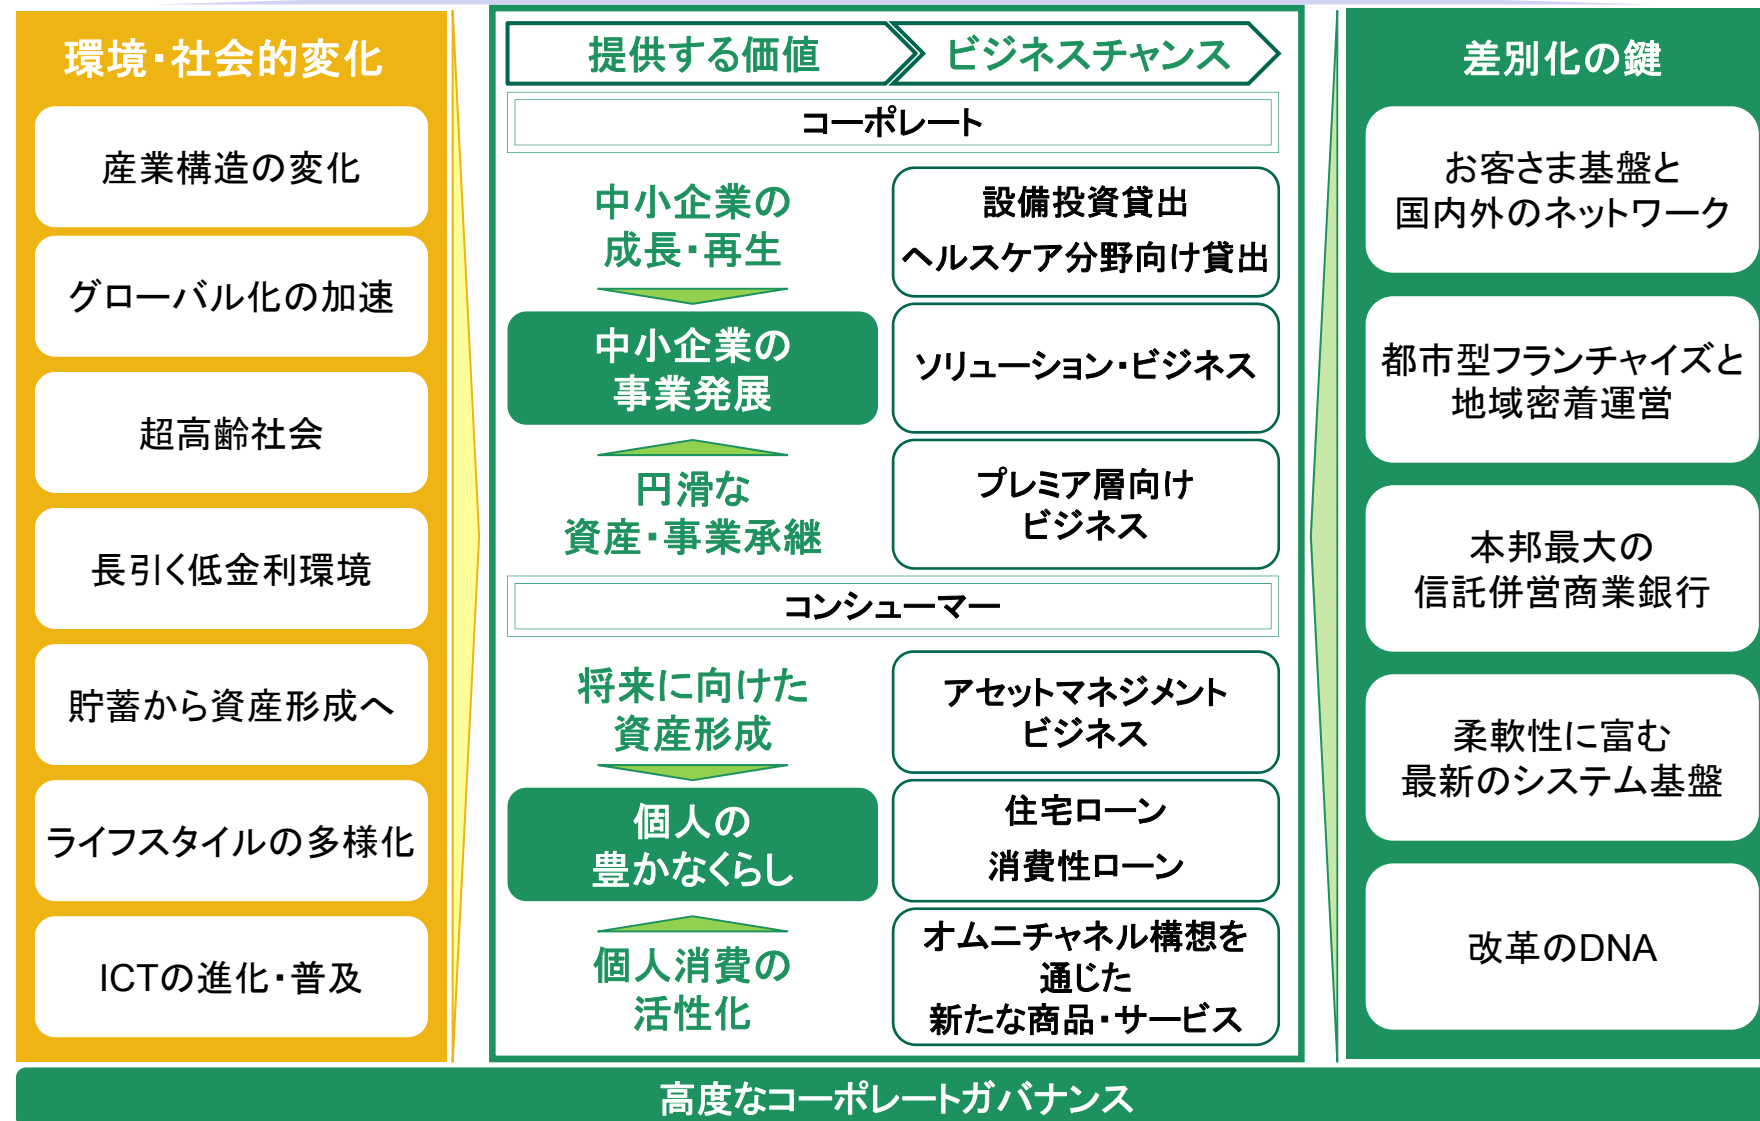 環境・社会的変化
産業構造の変化
グローバル化の加速
超高齢社会
長引く低金利環境
貯蓄から資産形成へ
ライフスタイルの多様化
ICTの進化・普及
提供する価値
ビジネスチャンス
コーポレート
中小企業の
成長・再生
設備投資貸出
ヘルスケア分野向け貸出
中小企業の
事業発展
ソリューション・ビジネス
円滑な
資産・事業承継
プレミア層向け
ビジネス
コンシューマー
将来に向けた
資産形成
アセットマネジメント
ビジネス
個人の
豊かなくらし
住宅ローン
消費性ローン
個人消費の
活性化
オムニチャネル構想を
通じた
新たな商品・サービス
差別化の鍵
お客さま基盤と
国内外のネットワーク
都市型フランチャイズと
地域密着運営
本邦最大の
信託併営商業銀行
柔軟性に富む
最新のシステム基盤
改革のDNA
高度なコーポレートガバナンス